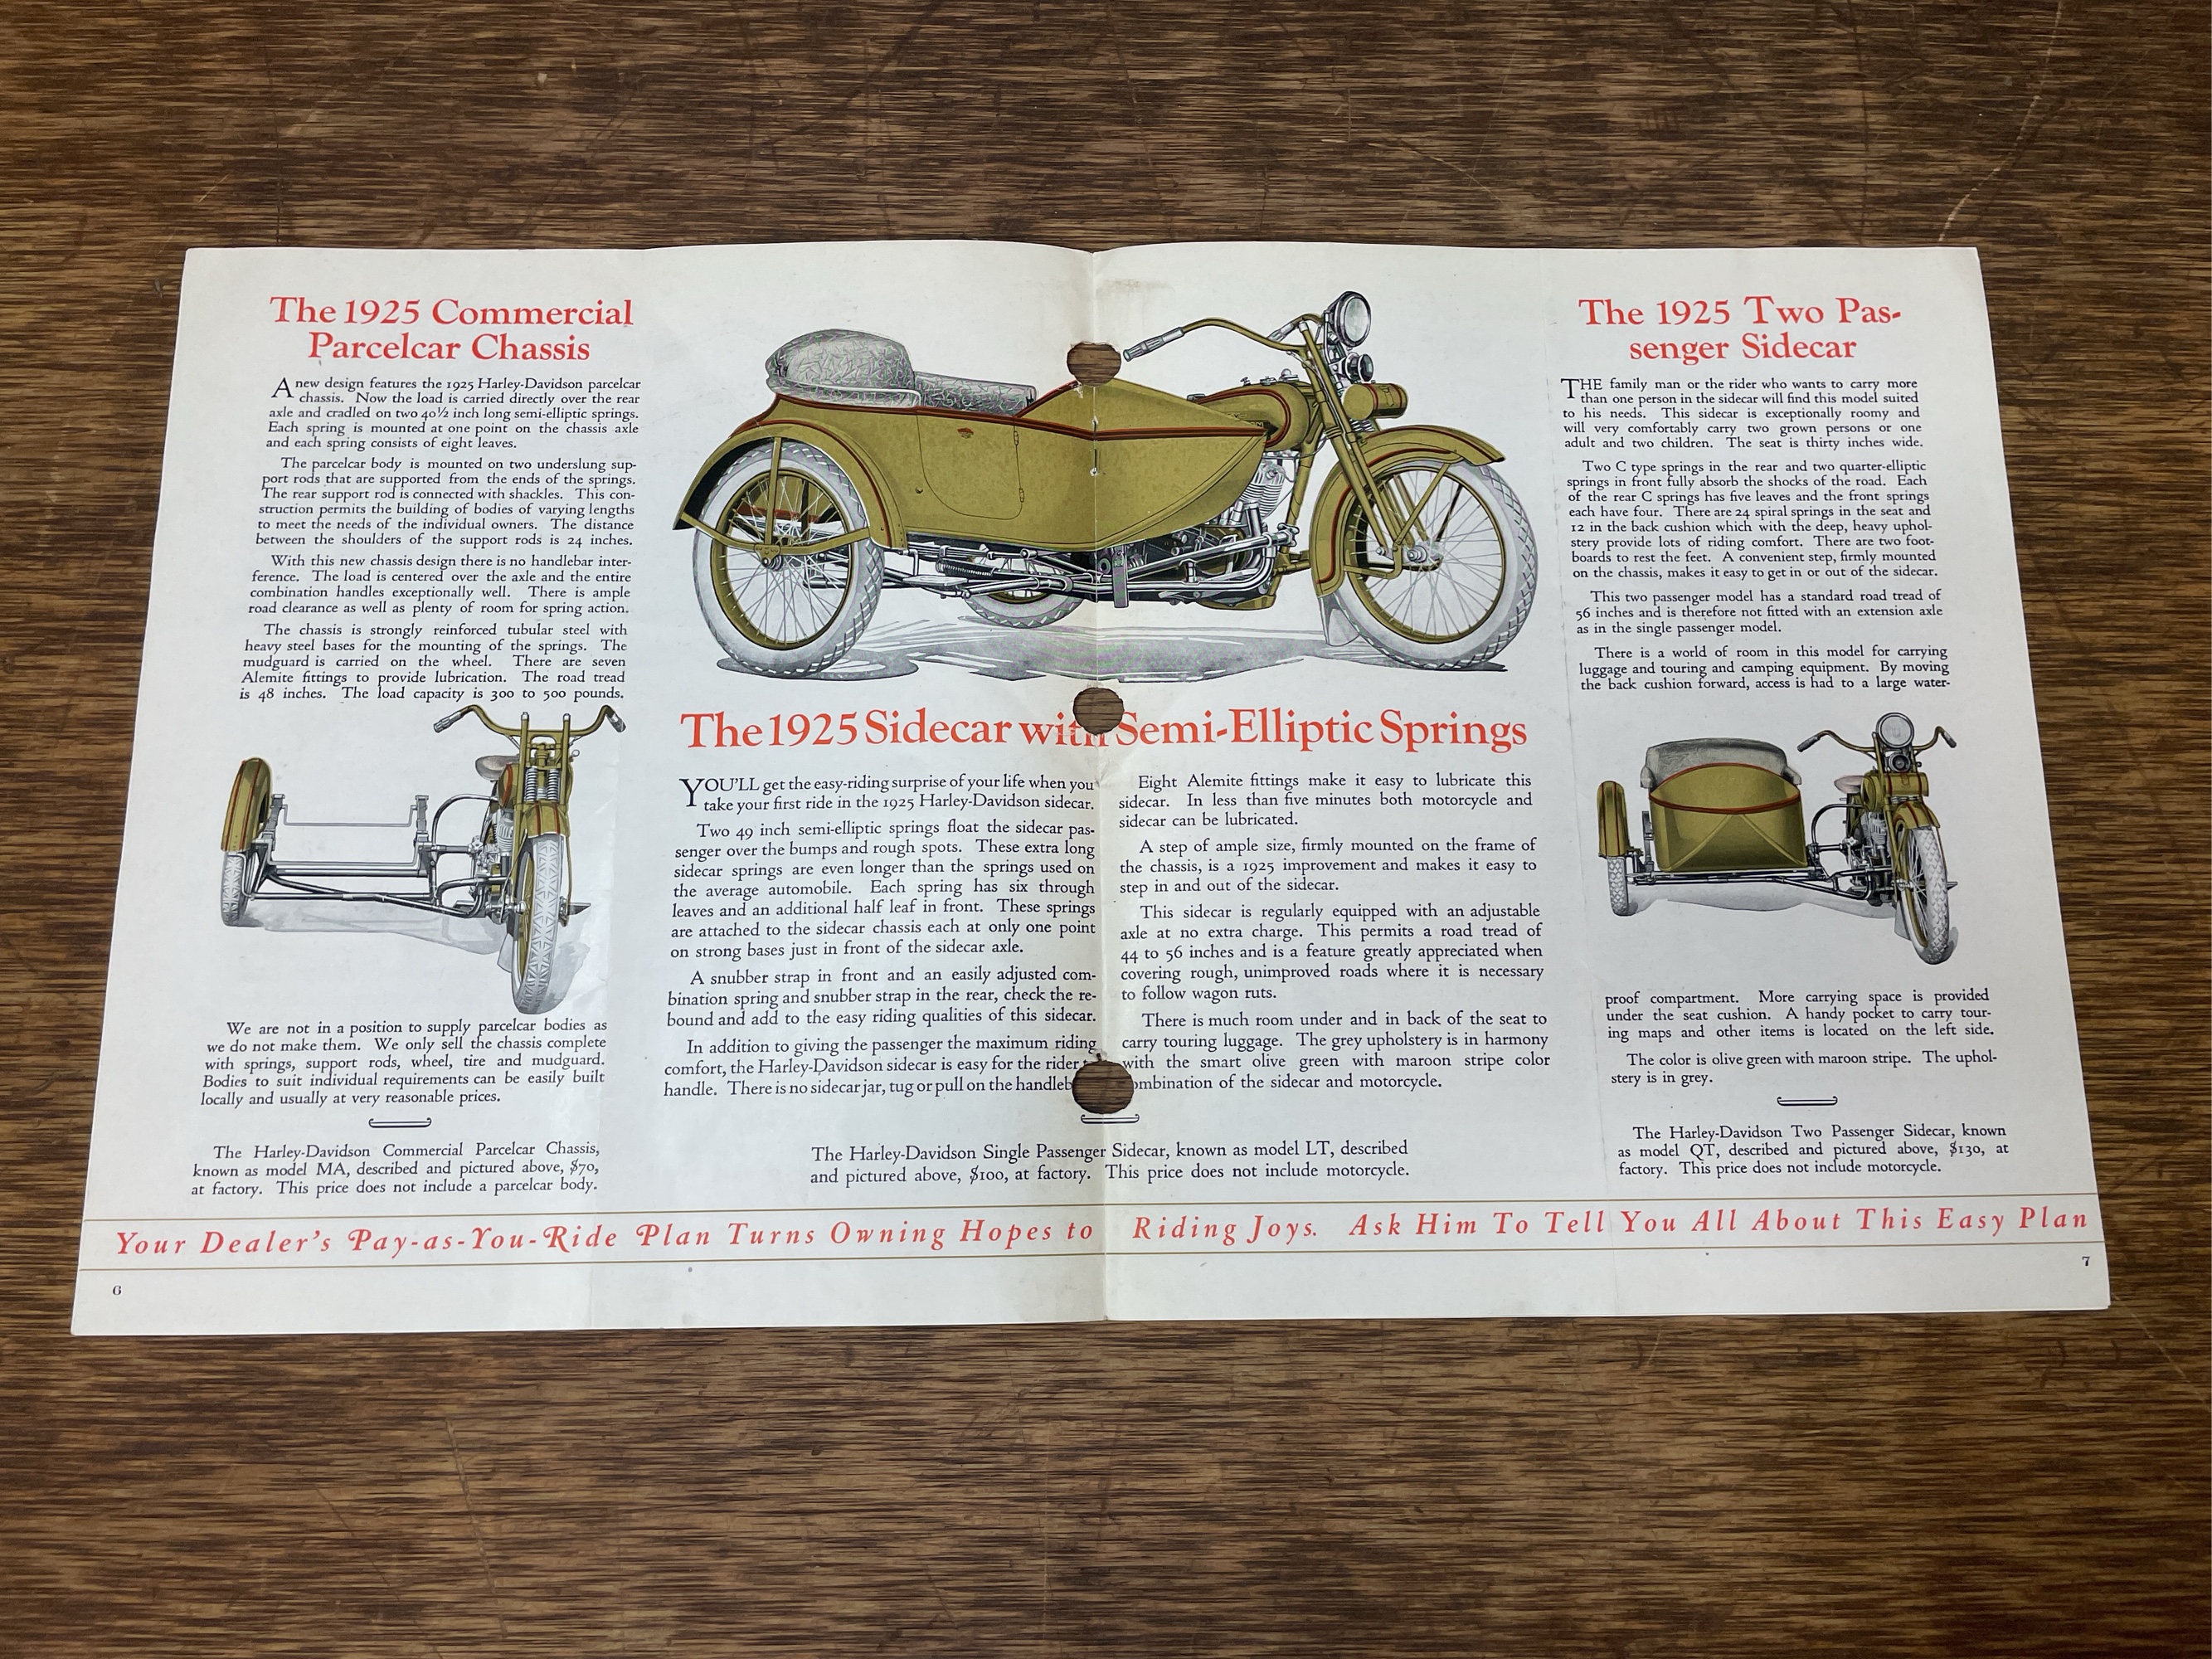 The 1925 Commercial
Parcelcar Chassis
A new design features the 1925 Harley-Davidson parcelcar
chassis. Now the load is carried directly over the rear
axle and cradled on two 40½ inch long semi-elliptic springs.
Each spring is mounted at one point on the chassis axle
and each spring consists of eight leaves.
The parcelcar body is mounted on two underslung sup-
port rods that are supported from the ends of the springs.
The rear support rod is connected with shackles. This con-
struction permits the building of bodies of varying lengths
to meet the needs of the individual owners. The distance
between the shoulders of the support rods is 24 inches.
With this new chassis design there is no handlebar inter-
ference. The load is centered over the axle and the entire
combination handles exceptionally well. There is ample
road clearance as well as plenty of room for spring action.
The chassis is strongly reinforced tubular steel with
heavy steel bases for the mounting of the springs. The
mudguard is carried on the wheel. There are seven
Alemite fittings to provide lubrication. The road tread
is 48 inches. The load capacity is 300 to 500 pounds.
We are not in a position to supply parcelcar bodies as
we do not make them. We only sell the chassis complete
with springs, support rods, wheel, tire and mudguard.
Bodies to suit individual requirements can be easily built
locally and usually at very reasonable prices.
The Harley-Davidson Commercial Parcelcar Chassis,
known as model MA, described and pictured above, $70,
at factory. This price does not include a parcelcar body.
The 1925 Sidecar with Semi-Elliptic Springs
YOU'LL get the easy-riding surprise of your life when you
take your first ride in the 1925 Harley-Davidson sidecar.
Two 49 inch semi-elliptic springs float the sidecar pas-
senger over the bumps and rough spots. These extra long
sidecar springs are even longer than the springs used on
the average automobile. Each spring has six through
leaves and an additional half leaf in front. These springs
are attached to the sidecar chassis each at only one point
on strong bases just in front of the sidecar axle.
A snubber strap in front and an easily adjusted com-
bination spring and snubber strap in the rear, check the re-
bound and add to the easy riding qualities of this sidecar.
In addition to giving the passenger the maximum riding
comfort, the Harley-Davidson sidecar is easy for the rider
handle. There is no sidecar jar, tug or pull on the handleb
Eight Alemite fittings make it easy to lubricate this
sidecar. In less than five minutes both motorcycle and
sidecar can be lubricated.
A step of ample size, firmly mounted on the frame of
the chassis, is a 1925 improvement and makes it easy to
step in and out of the sidecar.
This sidecar is regularly equipped with an adjustable
axle at no extra charge. This permits a road tread of
44 to 56 inches and is a feature greatly appreciated when
covering rough, unimproved roads where it is necessary
to follow wagon ruts.
There is much room under and in back of the seat to
carry touring luggage. The grey upholstery is in harmony
with the smart olive green with maroon stripe color
ombination of the sidecar and motorcycle.
The Harley-Davidson Single Passenger Sidecar, known as model LT, described
and pictured above, $100, at factory. This price does not include motorcycle.
The 1925 Two Pas-
senger Sidecar
THE family man or the rider who wants to carry more
than one person in the sidecar will find this model suited
to his needs. This sidecar is exceptionally roomy and
will very comfortably carry two grown persons or one
adult and two children. The seat is thirty inches wide.
Two C type springs in the rear and two quarter-elliptic
springs in front fully absorb the shocks of the road. Each
of the rear C springs has five leaves and the front springs
each have four. There are 24 spiral springs in the seat and
12 in the back cushion which with the deep, heavy uphol-
stery provide lots of riding comfort. There are two foot-
boards to rest the feet. A convenient step, firmly mounted
on the chassis, makes it easy to get in or out of the sidecar.
This two passenger model has a standard road tread of
56 inches and is therefore not fitted with an extension axle
as in the single passenger model.
There is a world of room in this model for carrying
luggage and touring and camping equipment. By moving
the back cushion forward, access is had to a large water-
proof compartment. More carrying space is provided
under the seat cushion. A handy pocket to carry tour-
ing maps and other items is located on the left side.
The color is olive green with maroon stripe. The uphol-
stery is in grey.
The Harley-Davidson Two Passenger Sidecar, known
as model QT, described and pictured above, $130, at
factory. This price does not include motorcycle.
Your Dealer's Pay-as-You-Ride Plan Turns Owning Hopes to Riding Joys. Ask Him To Tell You All About This Easy Plan
6
7